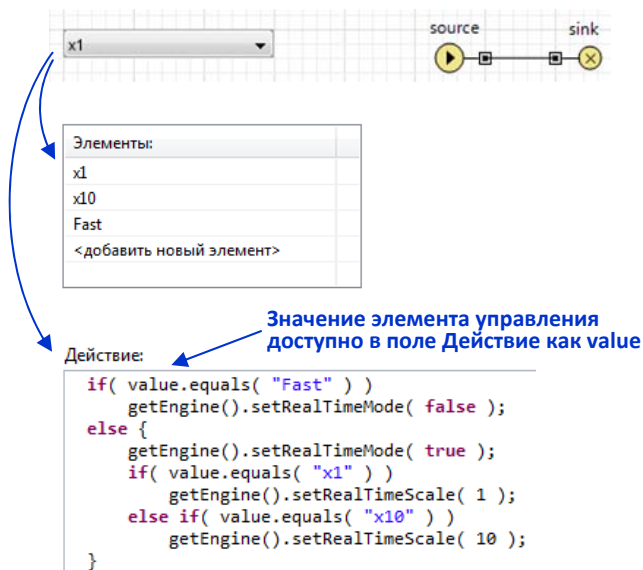 source sink
x1
Элементы:
x1
x10
Fast
<добавить новый элемент>
Значение элемента управления
доступно в поле Действие как value
Действие:
if( value.equals( "Fast" ) )
    getEngine().setRealTimeMode( false );
else {
    getEngine().setRealTimeMode( true );
    if( value.equals( "x1" ) )
        getEngine().setRealTimeScale( 1 );
    else if( value.equals( "x10" ) )
        getEngine().setRealTimeScale( 10 );
}